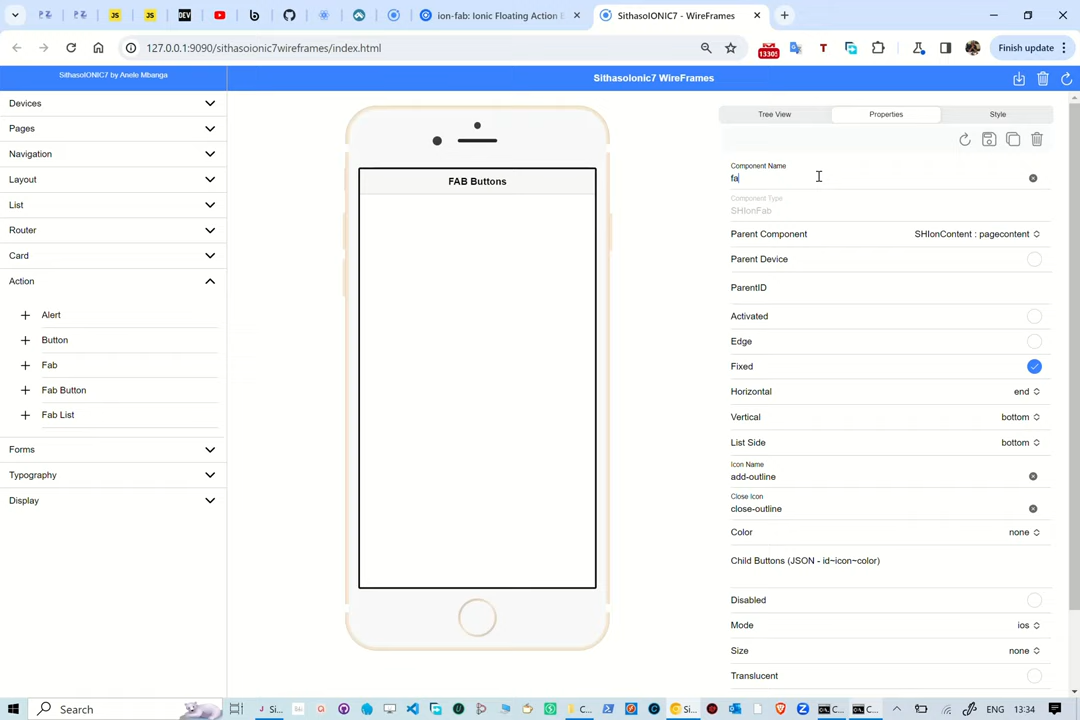 ion-fab: Ionic Floating Action B
SithasoIONIC7 - WireFrames
127.0.0.1:9090/sithasoionic7wireframes/index.html
13305
Finish update
SithasoIONIC7 by Anele Mbanga
SithasoIonic7 WireFrames
Devices
Pages
Navigation
Layout
List
Router
Card
Action
Alert
Button
Fab
Fab Button
Fab List
Forms
Typography
Display
FAB Buttons
Tree View
Properties
Style
Component Name
fa
Component Type
SHIonFab
Parent Component
SHIonContent : pagecontent
Parent Device
ParentID
Activated
Edge
Fixed
Horizontal
end
Vertical
bottom
List Side
bottom
Icon Name
add-outline
Close Icon
close-outline
Color
none
Child Buttons (JSON - id~icon~color)
Disabled
Mode
ios
Size
none
Translucent
Search
ENG
13:34